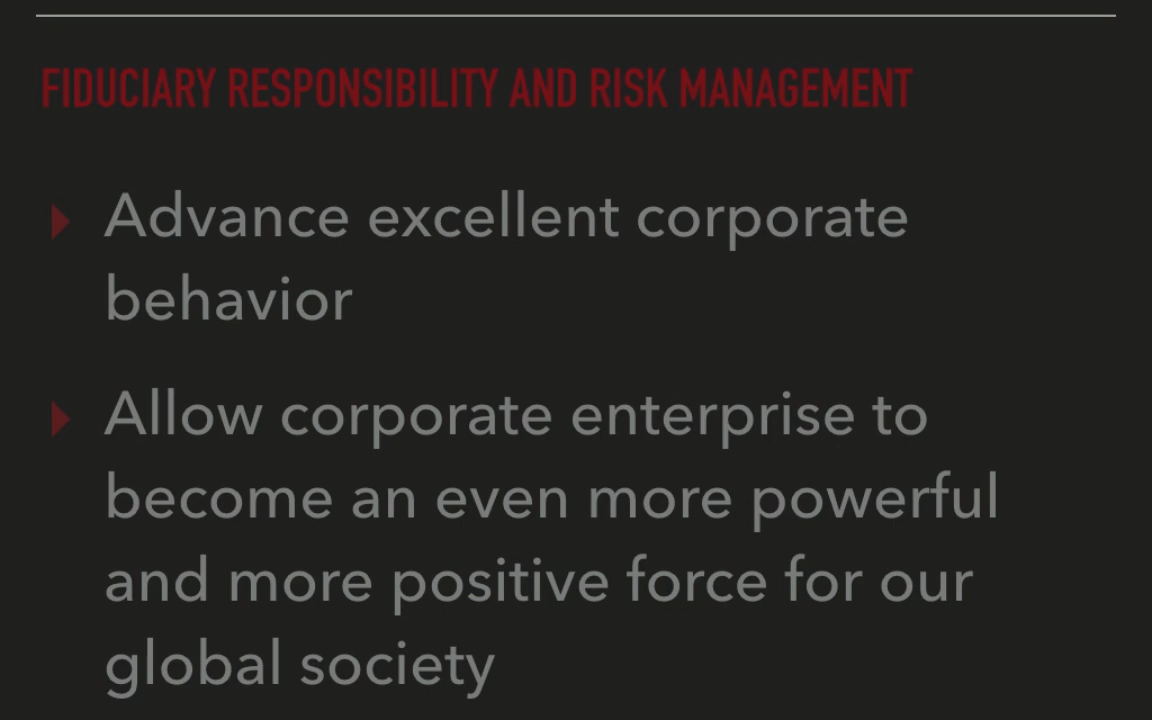 FIDUCIARY RESPONSIBILITY AND RISK MANAGEMENT
Advance excellent corporate
behavior
Allow corporate enterprise to
become an even more powerful
and more positive force for our
global society